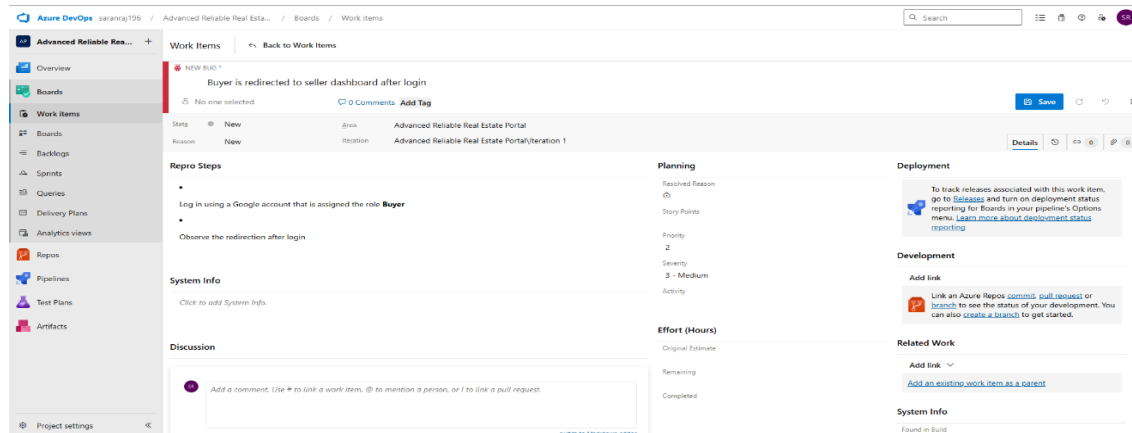 Azure DevOps saranraj196 / Advanced Reliable Real Esta... / Boards / Work items
Search
SR
AP Advanced Reliable Rea... +
Overview
Boards
Work items
Boards
Backlogs
Sprints
Queries
Delivery Plans
Analytics views
Repos
Pipelines
Test Plans
Artifacts
Project settings
Work Items
Back to Work Items
NEW BUG *
Buyer is redirected to seller dashboard after login
No one selected
0 Comments
Add Tag
Save
State New
Area Advanced Reliable Real Estate Portal
Reason New
Iteration Advanced Reliable Real Estate Portal\Iteration 1
Details
0
0
Repro Steps
•
Log in using a Google account that is assigned the role Buyer
•
Observe the redirection after login
System Info
Click to add System Info.
Discussion
SR
Add a comment. Use # to link a work item, @ to mention a person, or ! to link a pull request.
Planning
Resolved Reason
Story Points
Priority
2
Severity
3 - Medium
Activity
Effort (Hours)
Original Estimate
Remaining
Completed
Deployment
To track releases associated with this work item,
go to Releases and turn on deployment status
reporting for Boards in your pipeline's Options
menu. Learn more about deployment status
reporting
Development
Add link
Link an Azure Repos commit, pull request or
branch to see the status of your development. You
can also create a branch to get started.
Related Work
Add link
Add an existing work item as a parent
System Info
Found in Build